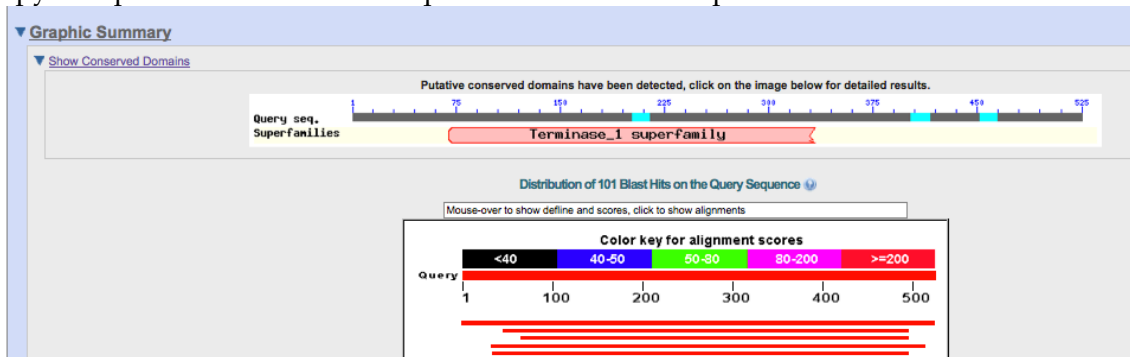 Graphic Summary
Show Conserved Domains
Putative conserved domains have been detected, click on the image below for detailed results.
1 75 150 225 300 375 450 525
Query seq.
Superfamilies Terminase_1 superfamily
Distribution of 101 Blast Hits on the Query Sequence
Mouse-over to show defline and scores, click to show alignments
Color key for alignment scores
<40 40-50 50-80 80-200 >=200
Query
1 100 200 300 400 500